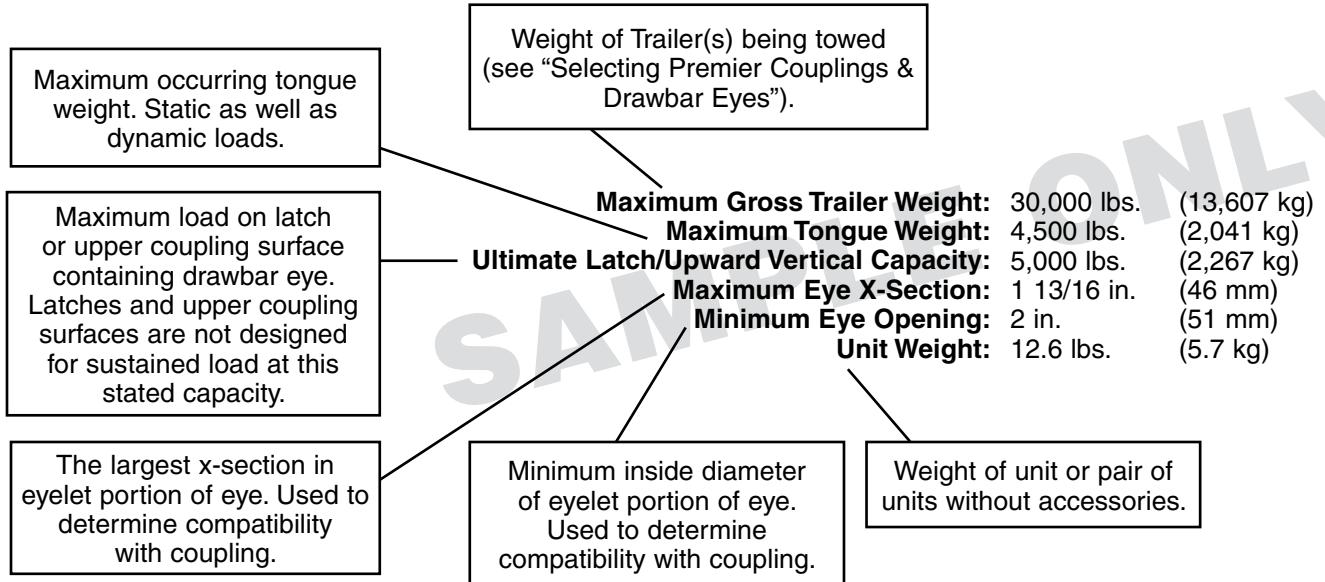 Weight of Trailer(s) being towed
(see “Selecting Premier Couplings &
Drawbar Eyes”).
Maximum occurring tongue
weight. Static as well as
dynamic loads.
Maximum load on latch
or upper coupling surface
containing drawbar eye.
Latches and upper coupling
surfaces are not designed
for sustained load at this
stated capacity.
SAMPLE ONLY
Maximum Gross Trailer Weight: 30,000 lbs. (13,607 kg)
Maximum Tongue Weight: 4,500 lbs. (2,041 kg)
Ultimate Latch/Upward Vertical Capacity: 5,000 lbs. (2,267 kg)
Maximum Eye X-Section: 1 13/16 in. (46 mm)
Minimum Eye Opening: 2 in. (51 mm)
Unit Weight: 12.6 lbs. (5.7 kg)
The largest x-section in
eyelet portion of eye. Used to
determine compatibility
with coupling.
Minimum inside diameter
of eyelet portion of eye.
Used to determine
compatibility with coupling.
Weight of unit or pair of
units without accessories.